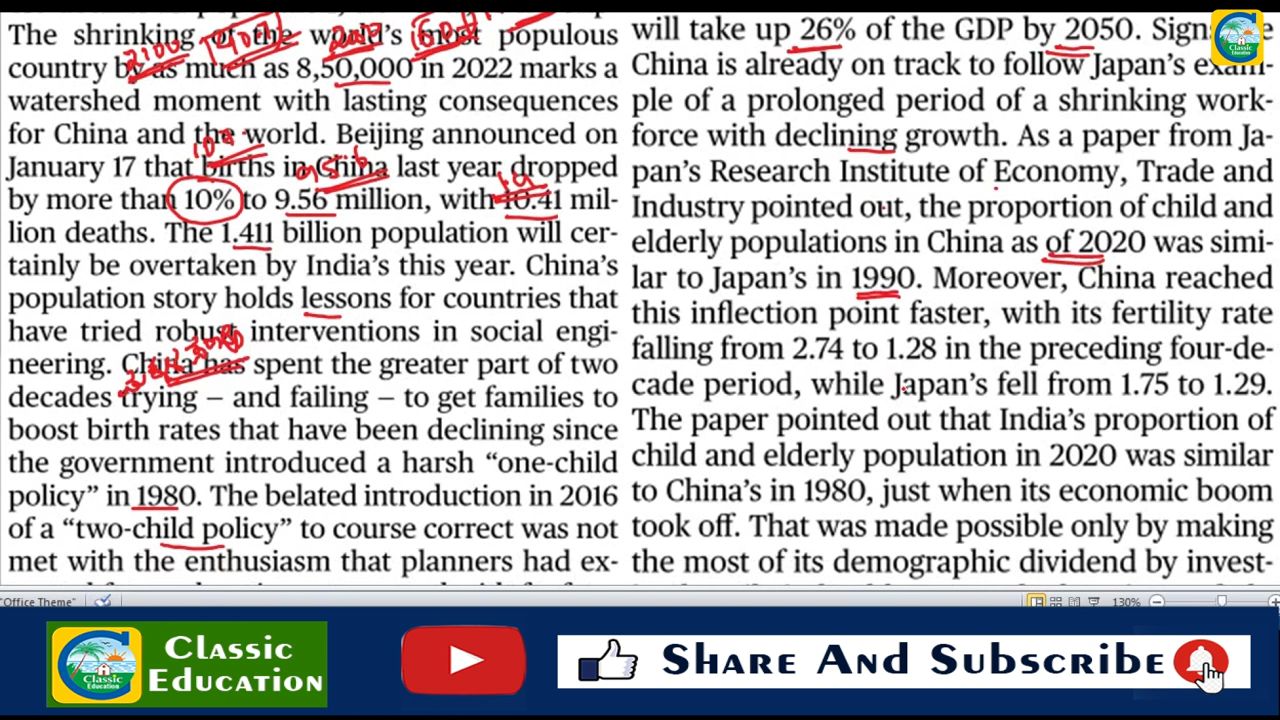 The shrinking of the world's most populous
country by as much as 8,50,000 in 2022 marks a
watershed moment with lasting consequences
for China and the world. Beijing announced on
January 17 that births in China last year dropped
by more than 10% to 9.56 million, with 10.41 mil-
lion deaths. The 1.411 billion population will cer-
tainly be overtaken by India's this year. China's
population story holds lessons for countries that
have tried robust interventions in social engi-
neering. China has spent the greater part of two
decades trying – and failing – to get families to
boost birth rates that have been declining since
the government introduced a harsh "one-child
policy" in 1980. The belated introduction in 2016
of a "two-child policy" to course correct was not
met with the enthusiasm that planners had ex-
will take up 26% of the GDP by 2050. Signs
China is already on track to follow Japan's exam-
ple of a prolonged period of a shrinking work-
force with declining growth. As a paper from Ja-
pan's Research Institute of Economy, Trade and
Industry pointed out, the proportion of child and
elderly populations in China as of 2020 was simi-
lar to Japan's in 1990. Moreover, China reached
this inflection point faster, with its fertility rate
falling from 2.74 to 1.28 in the preceding four-de-
cade period, while Japan's fell from 1.75 to 1.29.
The paper pointed out that India's proportion of
child and elderly population in 2020 was similar
to China's in 1980, just when its economic boom
took off. That was made possible only by making
the most of its demographic dividend by invest-
Classic
Education
"Office Theme"
130%
Classic
Education
Classic
Education
Share And Subscribe